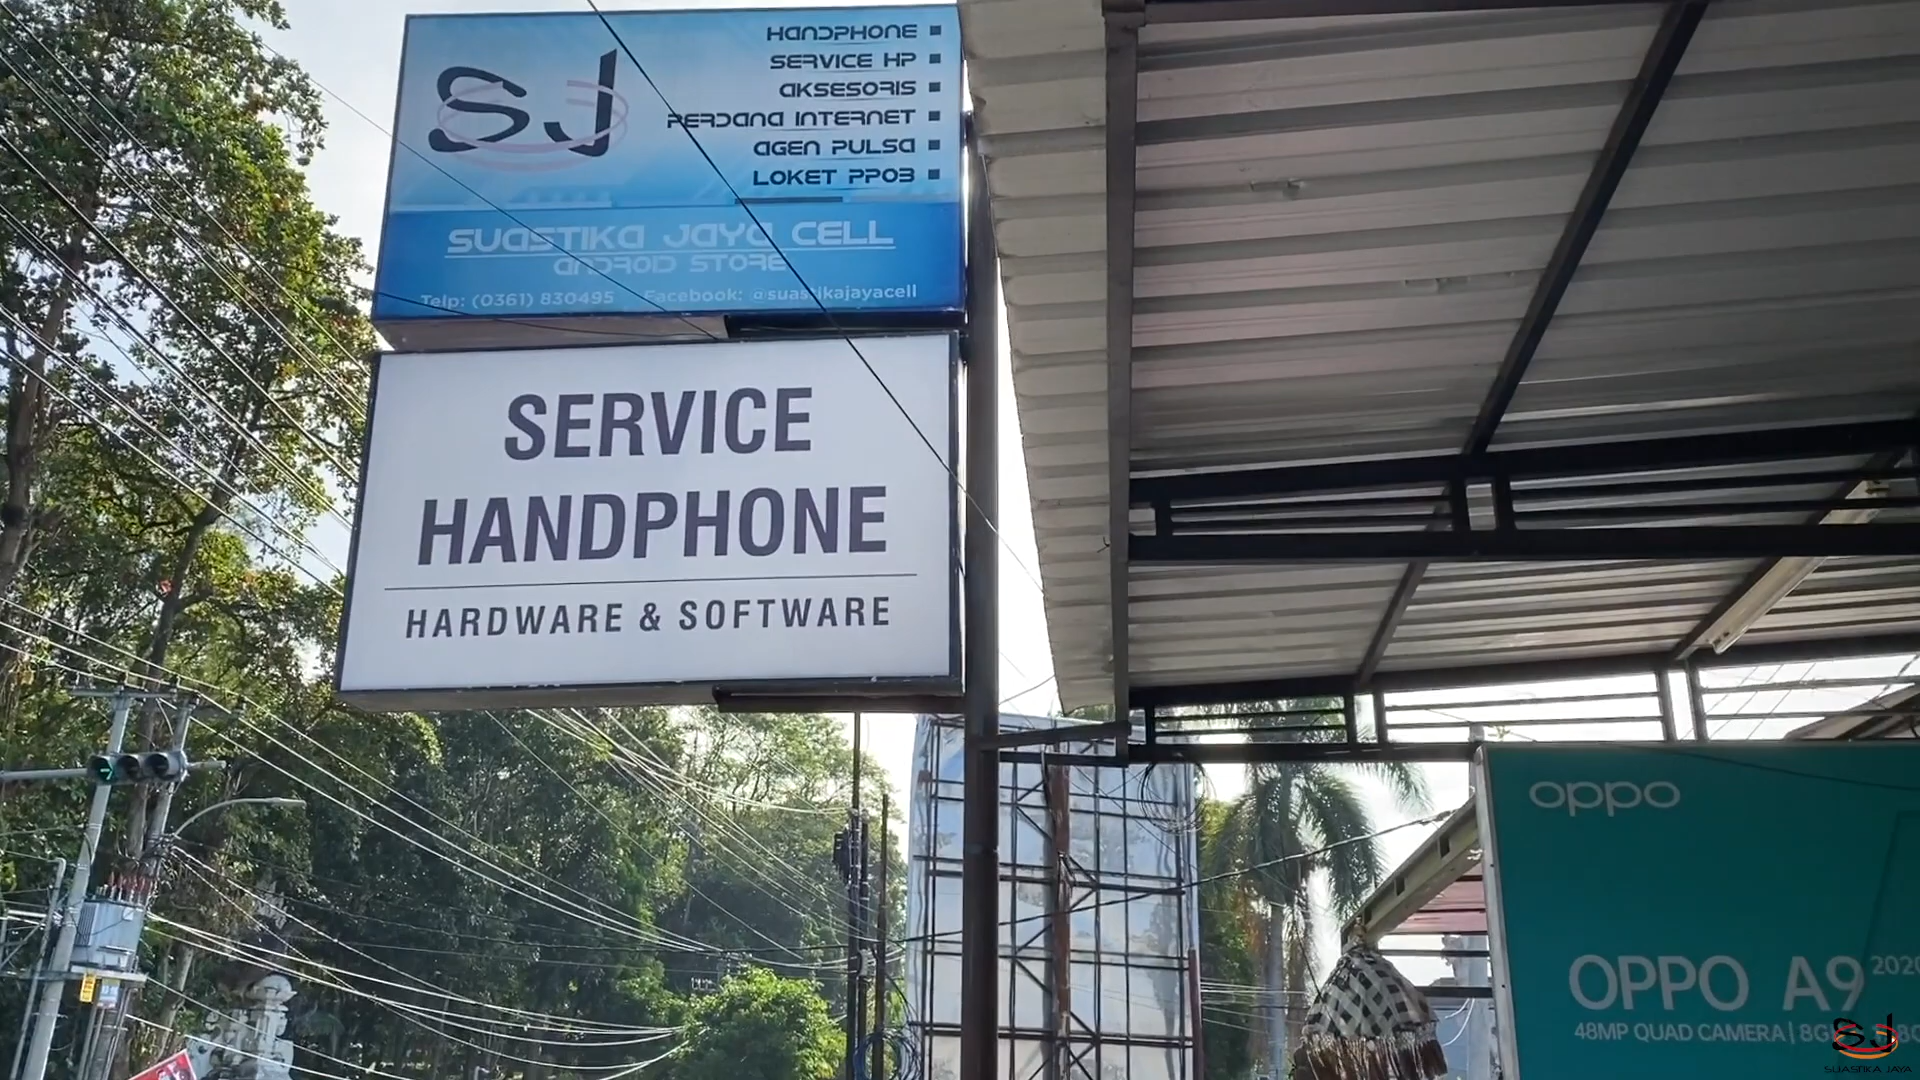 SJ
HANDPHONE
SERVICE HP
AKSESORIS
PERDANA INTERNET
AGEN PULSA
LOKET PPOB
SUASTIKA JAYA CELL
ANDROID STORE
Telp: (0361) 830495 Facebook: @suastikajayacell
SERVICE
HANDPHONE
HARDWARE & SOFTWARE
oppo
OPPO A9 2020
48MP QUAD CAMERA |
SJ
SUASTIKA JAYA